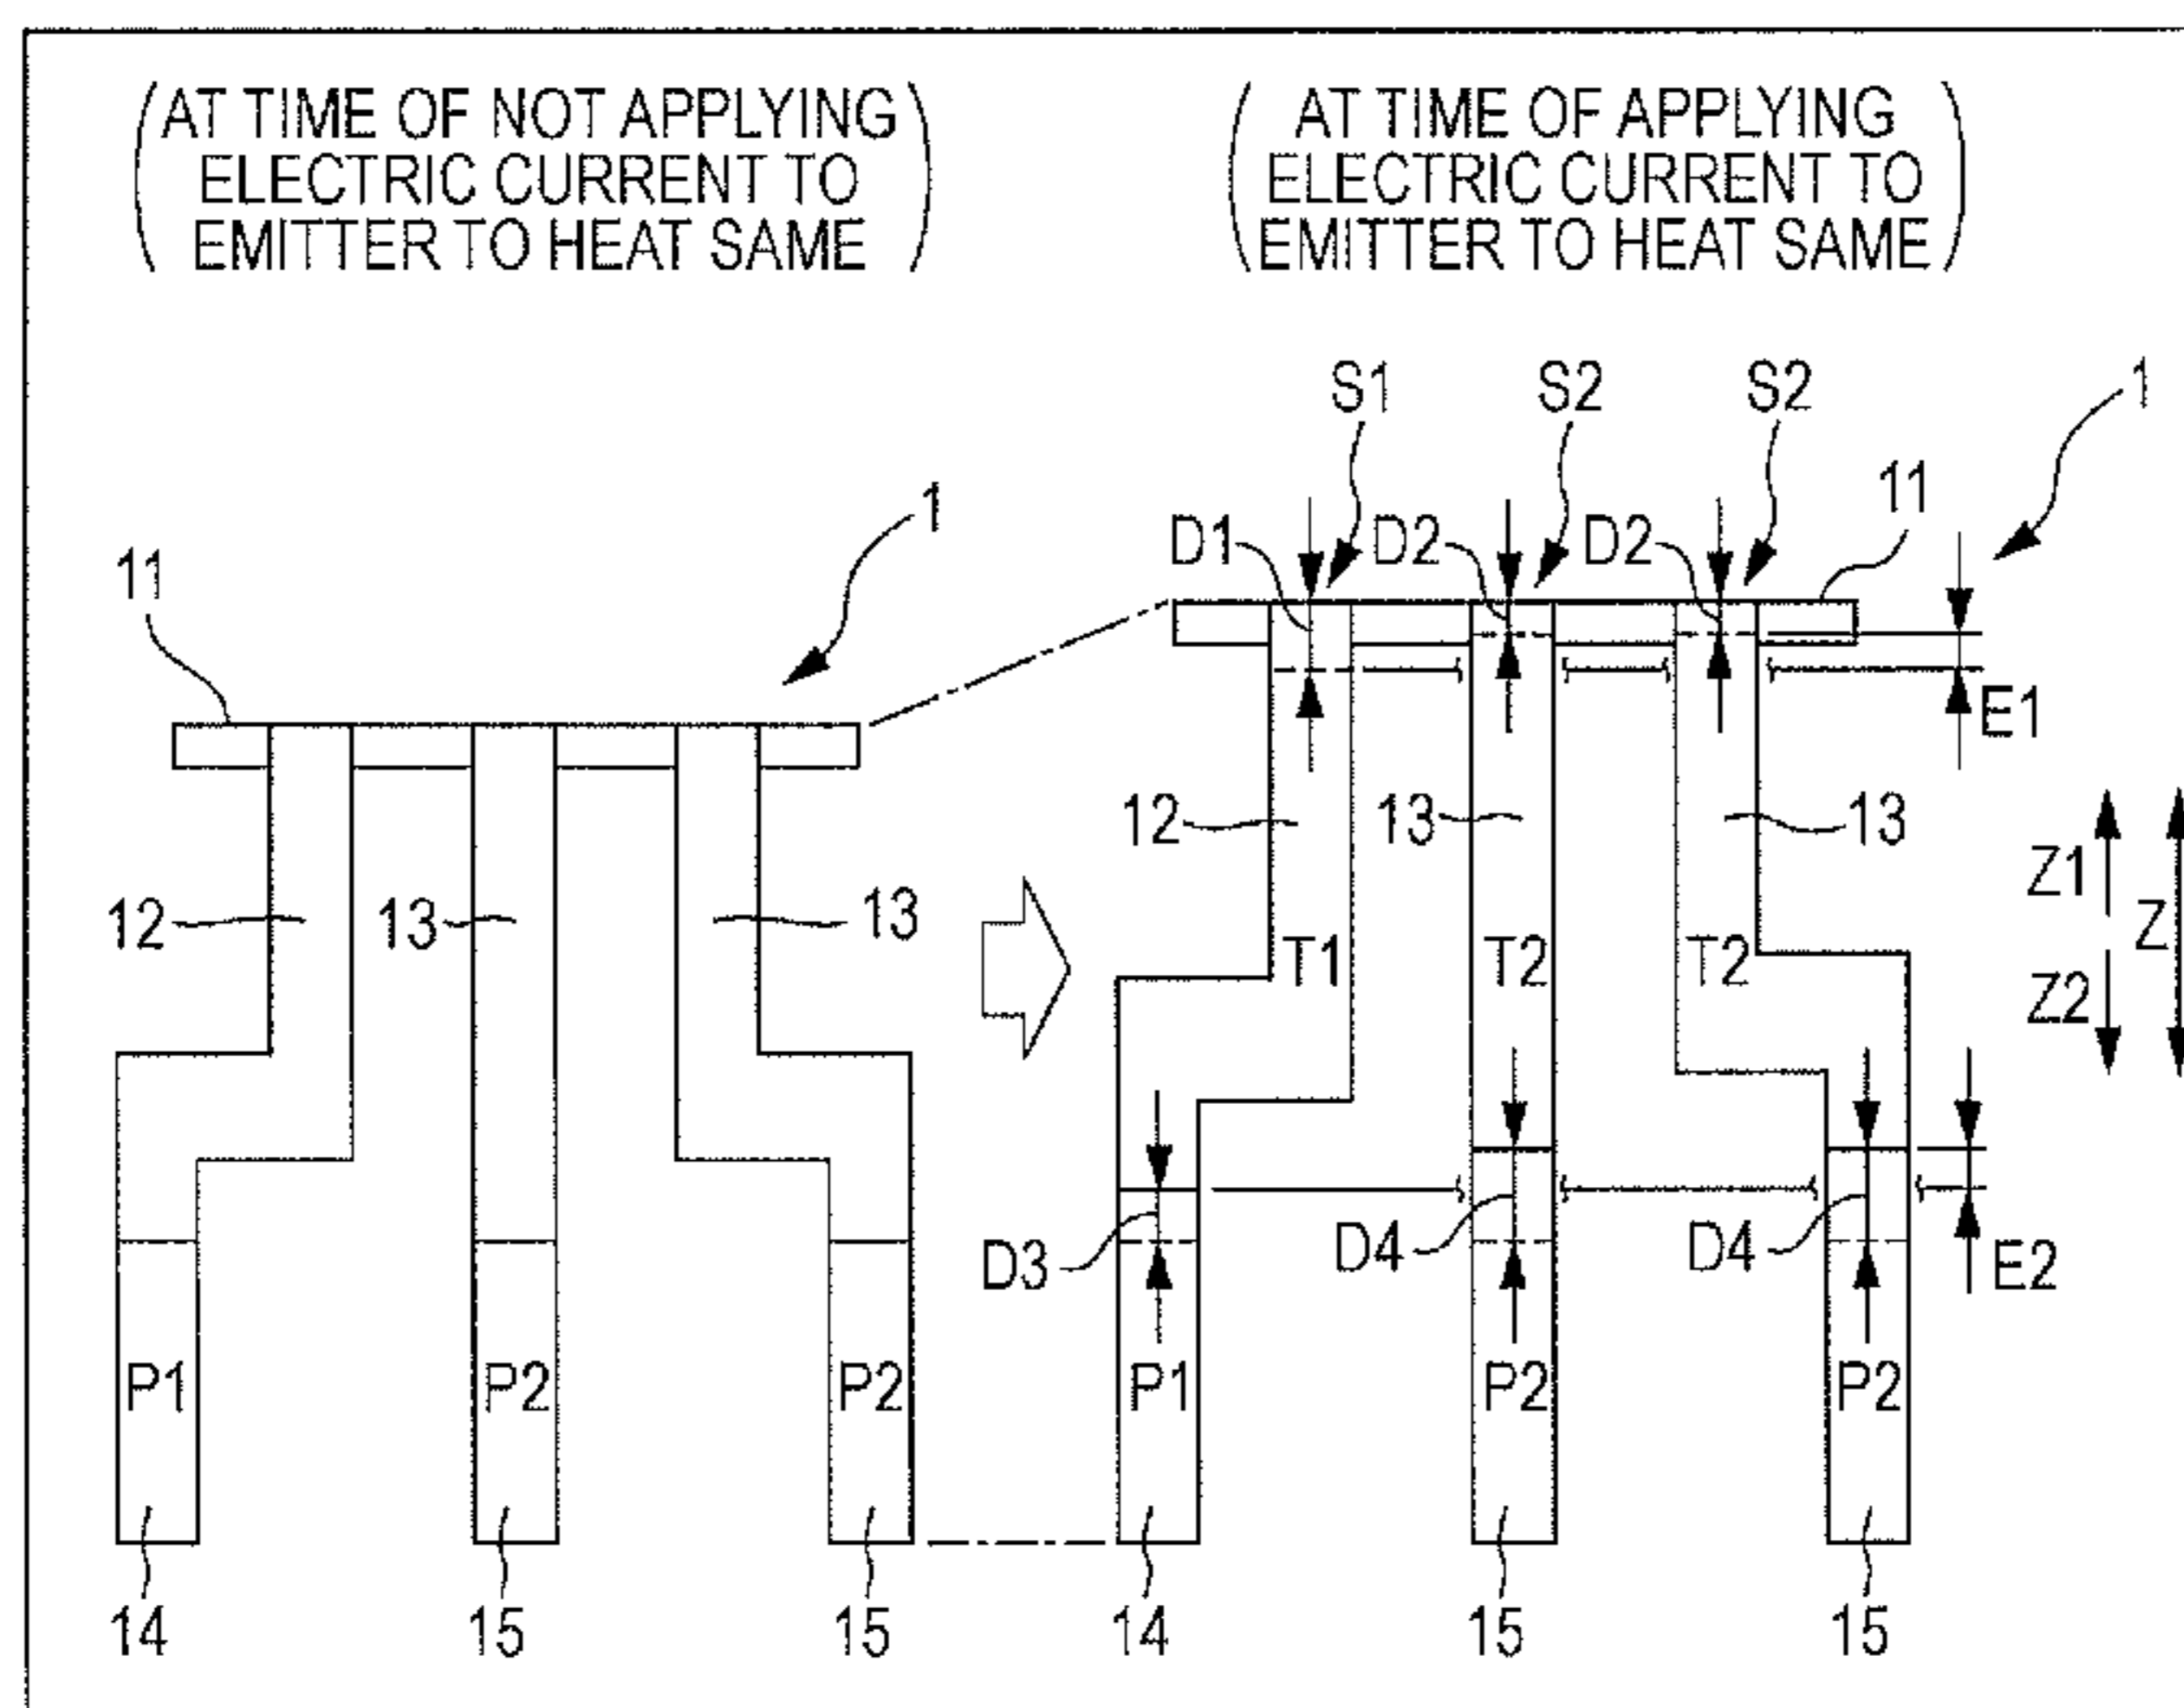 AT TIME OF NOT APPLYING
ELECTRIC CURRENT TO
EMITTER TO HEAT SAME
AT TIME OF APPLYING
ELECTRIC CURRENT TO
EMITTER TO HEAT SAME
S1 S2 S2 1
11
1
D1 D2 D2
11
E1
12 13 13
Z1
Z
12 13 13
T1 T2 T2
Z2
D3 D4 D4 E2
P1 P2 P2
P1 P2 P2
14 15 15
14 15 15